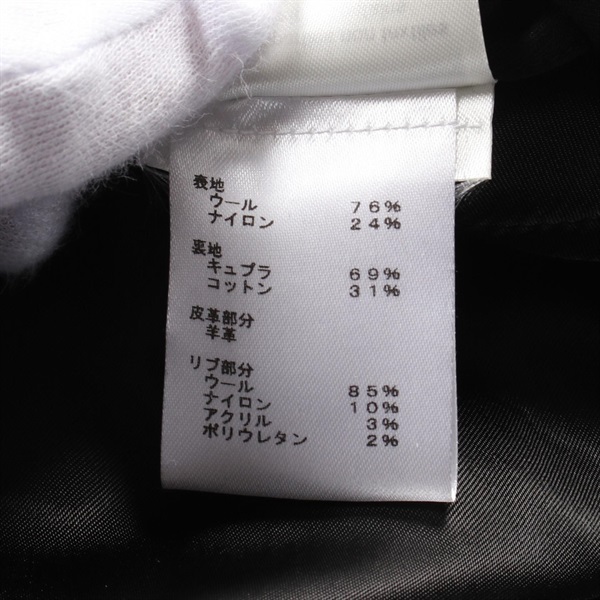 表地
ウール 76%
ナイロン 24%
裏地
キュプラ 69%
コットン 31%
皮革部分
羊革
リブ部分
ウール 85%
ナイロン 10%
アクリル 3%
ポリウレタン 2%